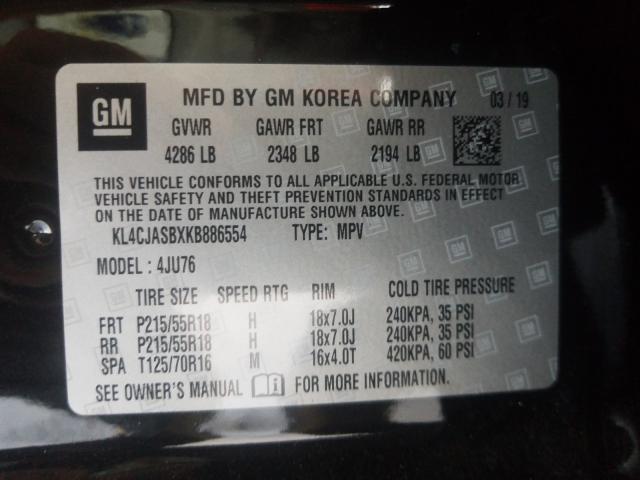 GM MFD BY GM KOREA COMPANY 03/19
GVWR GAWR FRT GAWR RR
4286 LB 2348 LB 2194 LB
THIS VEHICLE CONFORMS TO ALL APPLICABLE U.S. FEDERAL MOTOR
VEHICLE SAFETY AND THEFT PREVENTION STANDARDS IN EFFECT
ON THE DATE OF MANUFACTURE SHOWN ABOVE.
KL4CJASBXKB886554 TYPE: MPV
MODEL : 4JU76
TIRE SIZE SPEED RTG RIM COLD TIRE PRESSURE
FRT P215/55R18 H 18x7.0J 240KPA, 35 PSI
RR P215/55R18 H 18x7.0J 240KPA, 35 PSI
SPA T125/70R16 M 16x4.0T 420KPA, 60 PSI
SEE OWNER'S MANUAL FOR MORE INFORMATION.